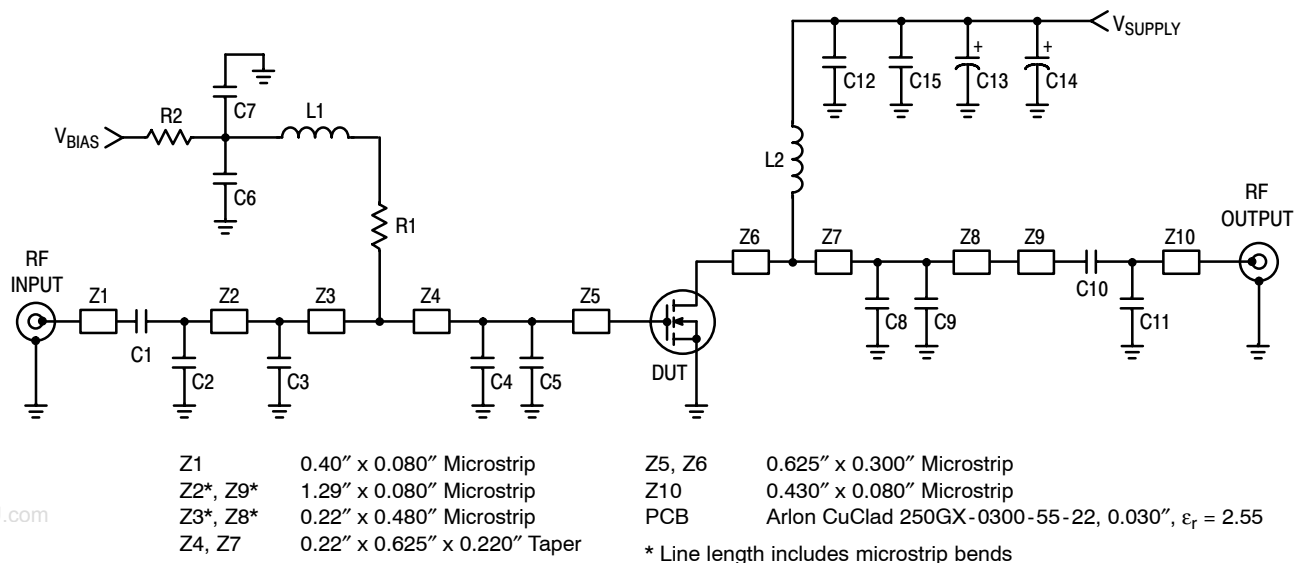 V_SUPPLY
C12
C15
+
C13
+
C14
C7
R2
L1
V_BIAS
C6
L2
R1
RF
OUTPUT
Z6
Z7
Z8
Z9
Z10
C10
C8
C9
C11
RF
INPUT
Z1
Z2
Z3
Z4
Z5
C1
C2
C3
C4
C5
DUT
Z1 0.40″ x 0.080″ Microstrip
Z2*, Z9* 1.29″ x 0.080″ Microstrip
Z3*, Z8* 0.22″ x 0.480″ Microstrip
Z4, Z7 0.22″ x 0.625″ x 0.220″ Taper
Z5, Z6 0.625″ x 0.300″ Microstrip
Z10 0.430″ x 0.080″ Microstrip
PCB Arlon CuClad 250GX-0300-55-22, 0.030″, εr = 2.55
* Line length includes microstrip bends
.com